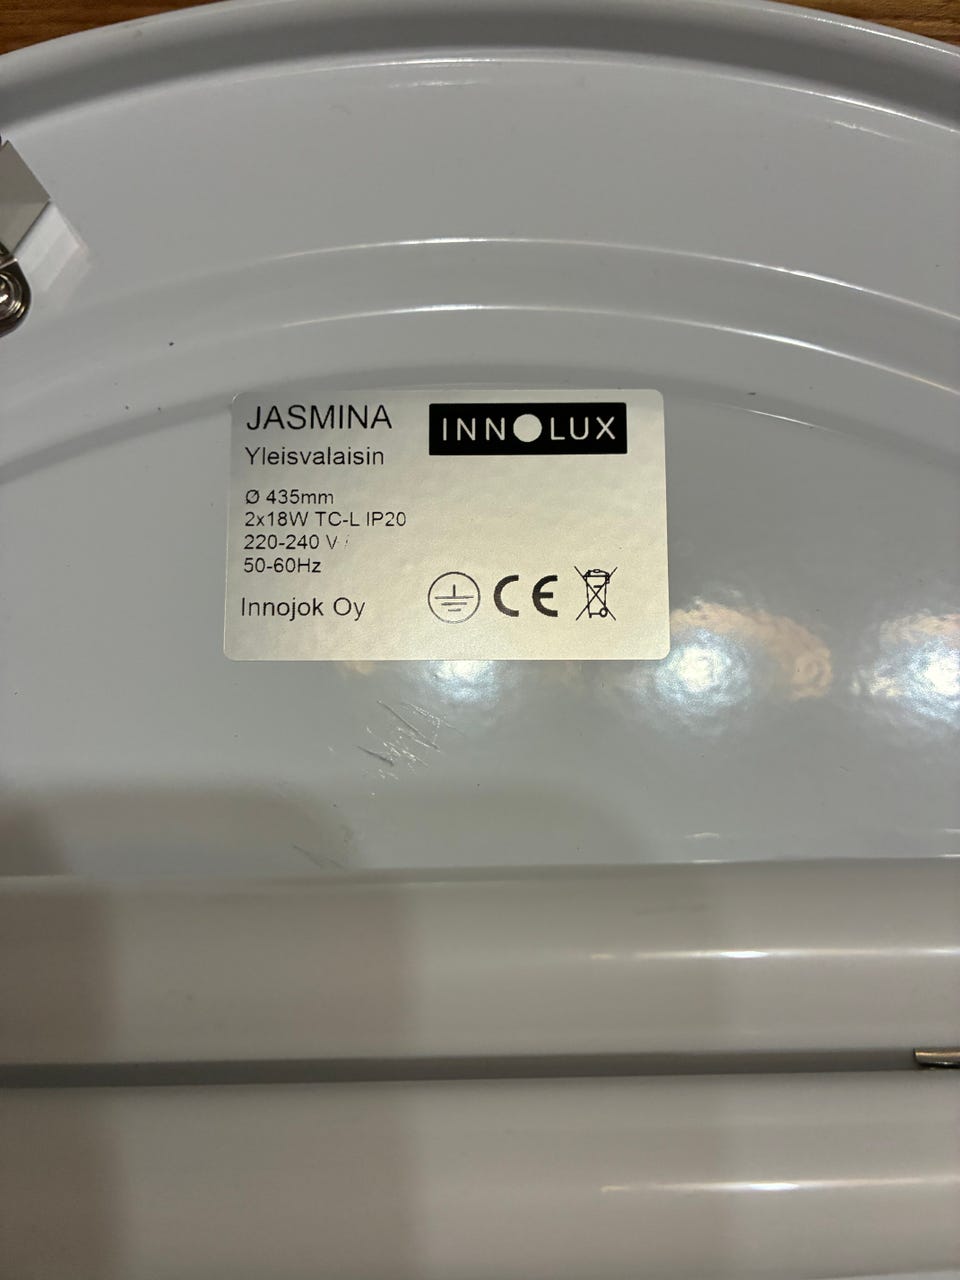 JASMINA
INNOLUX
Yleisvalaisin
Ø 435mm
2x18W TC-L IP20
220-240 V
50-60Hz
Innojok Oy
CE